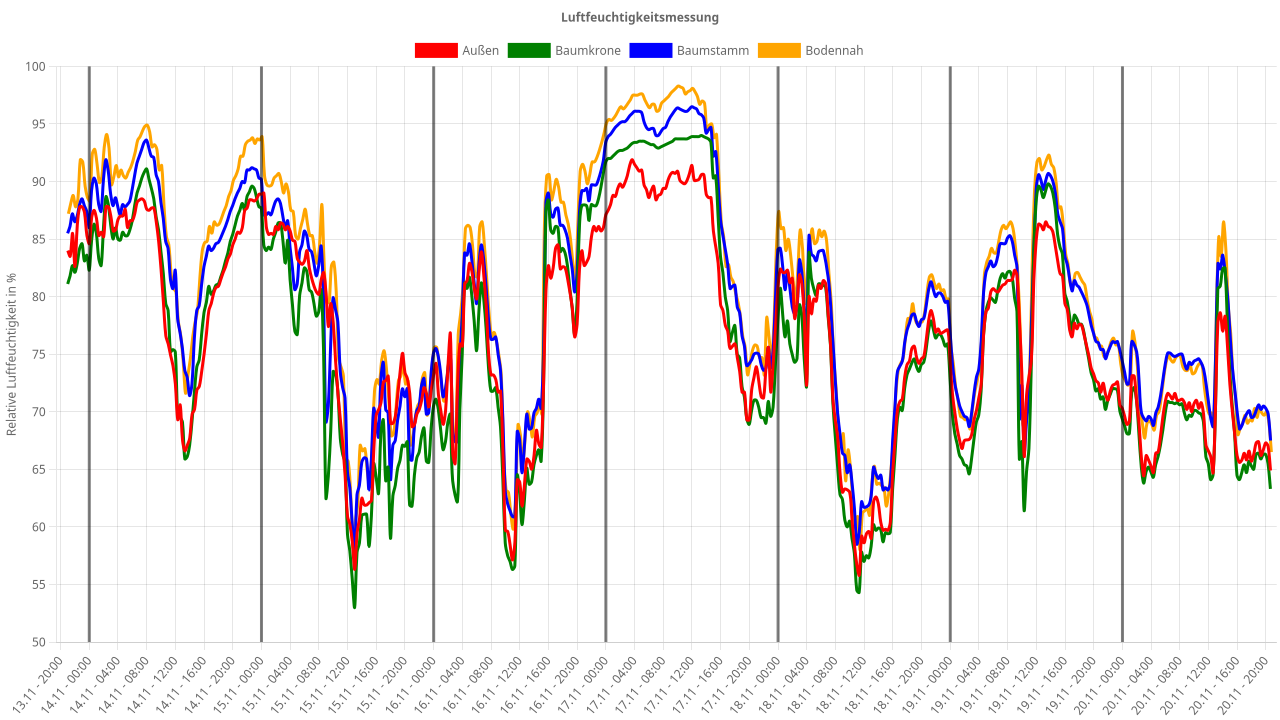 Luftfeuchtigkeitsmessung
Außen Baumkrone Baumstamm Bodennah
Relative Luftfeuchtigkeit in %
100
95
90
85
80
75
70
65
60
55
50
13.11 - 20:00
14.11 - 00:00
14.11 - 04:00
14.11 - 08:00
14.11 - 12:00
14.11 - 16:00
14.11 - 20:00
15.11 - 00:00
15.11 - 04:00
15.11 - 08:00
15.11 - 12:00
15.11 - 16:00
15.11 - 20:00
16.11 - 00:00
16.11 - 04:00
16.11 - 08:00
16.11 - 12:00
16.11 - 16:00
16.11 - 20:00
17.11 - 00:00
17.11 - 04:00
17.11 - 08:00
17.11 - 12:00
17.11 - 16:00
17.11 - 20:00
18.11 - 00:00
18.11 - 04:00
18.11 - 08:00
18.11 - 12:00
18.11 - 16:00
18.11 - 20:00
19.11 - 00:00
19.11 - 04:00
19.11 - 08:00
19.11 - 12:00
19.11 - 16:00
19.11 - 20:00
20.11 - 00:00
20.11 - 04:00
20.11 - 08:00
20.11 - 12:00
20.11 - 16:00
20.11 - 20:00